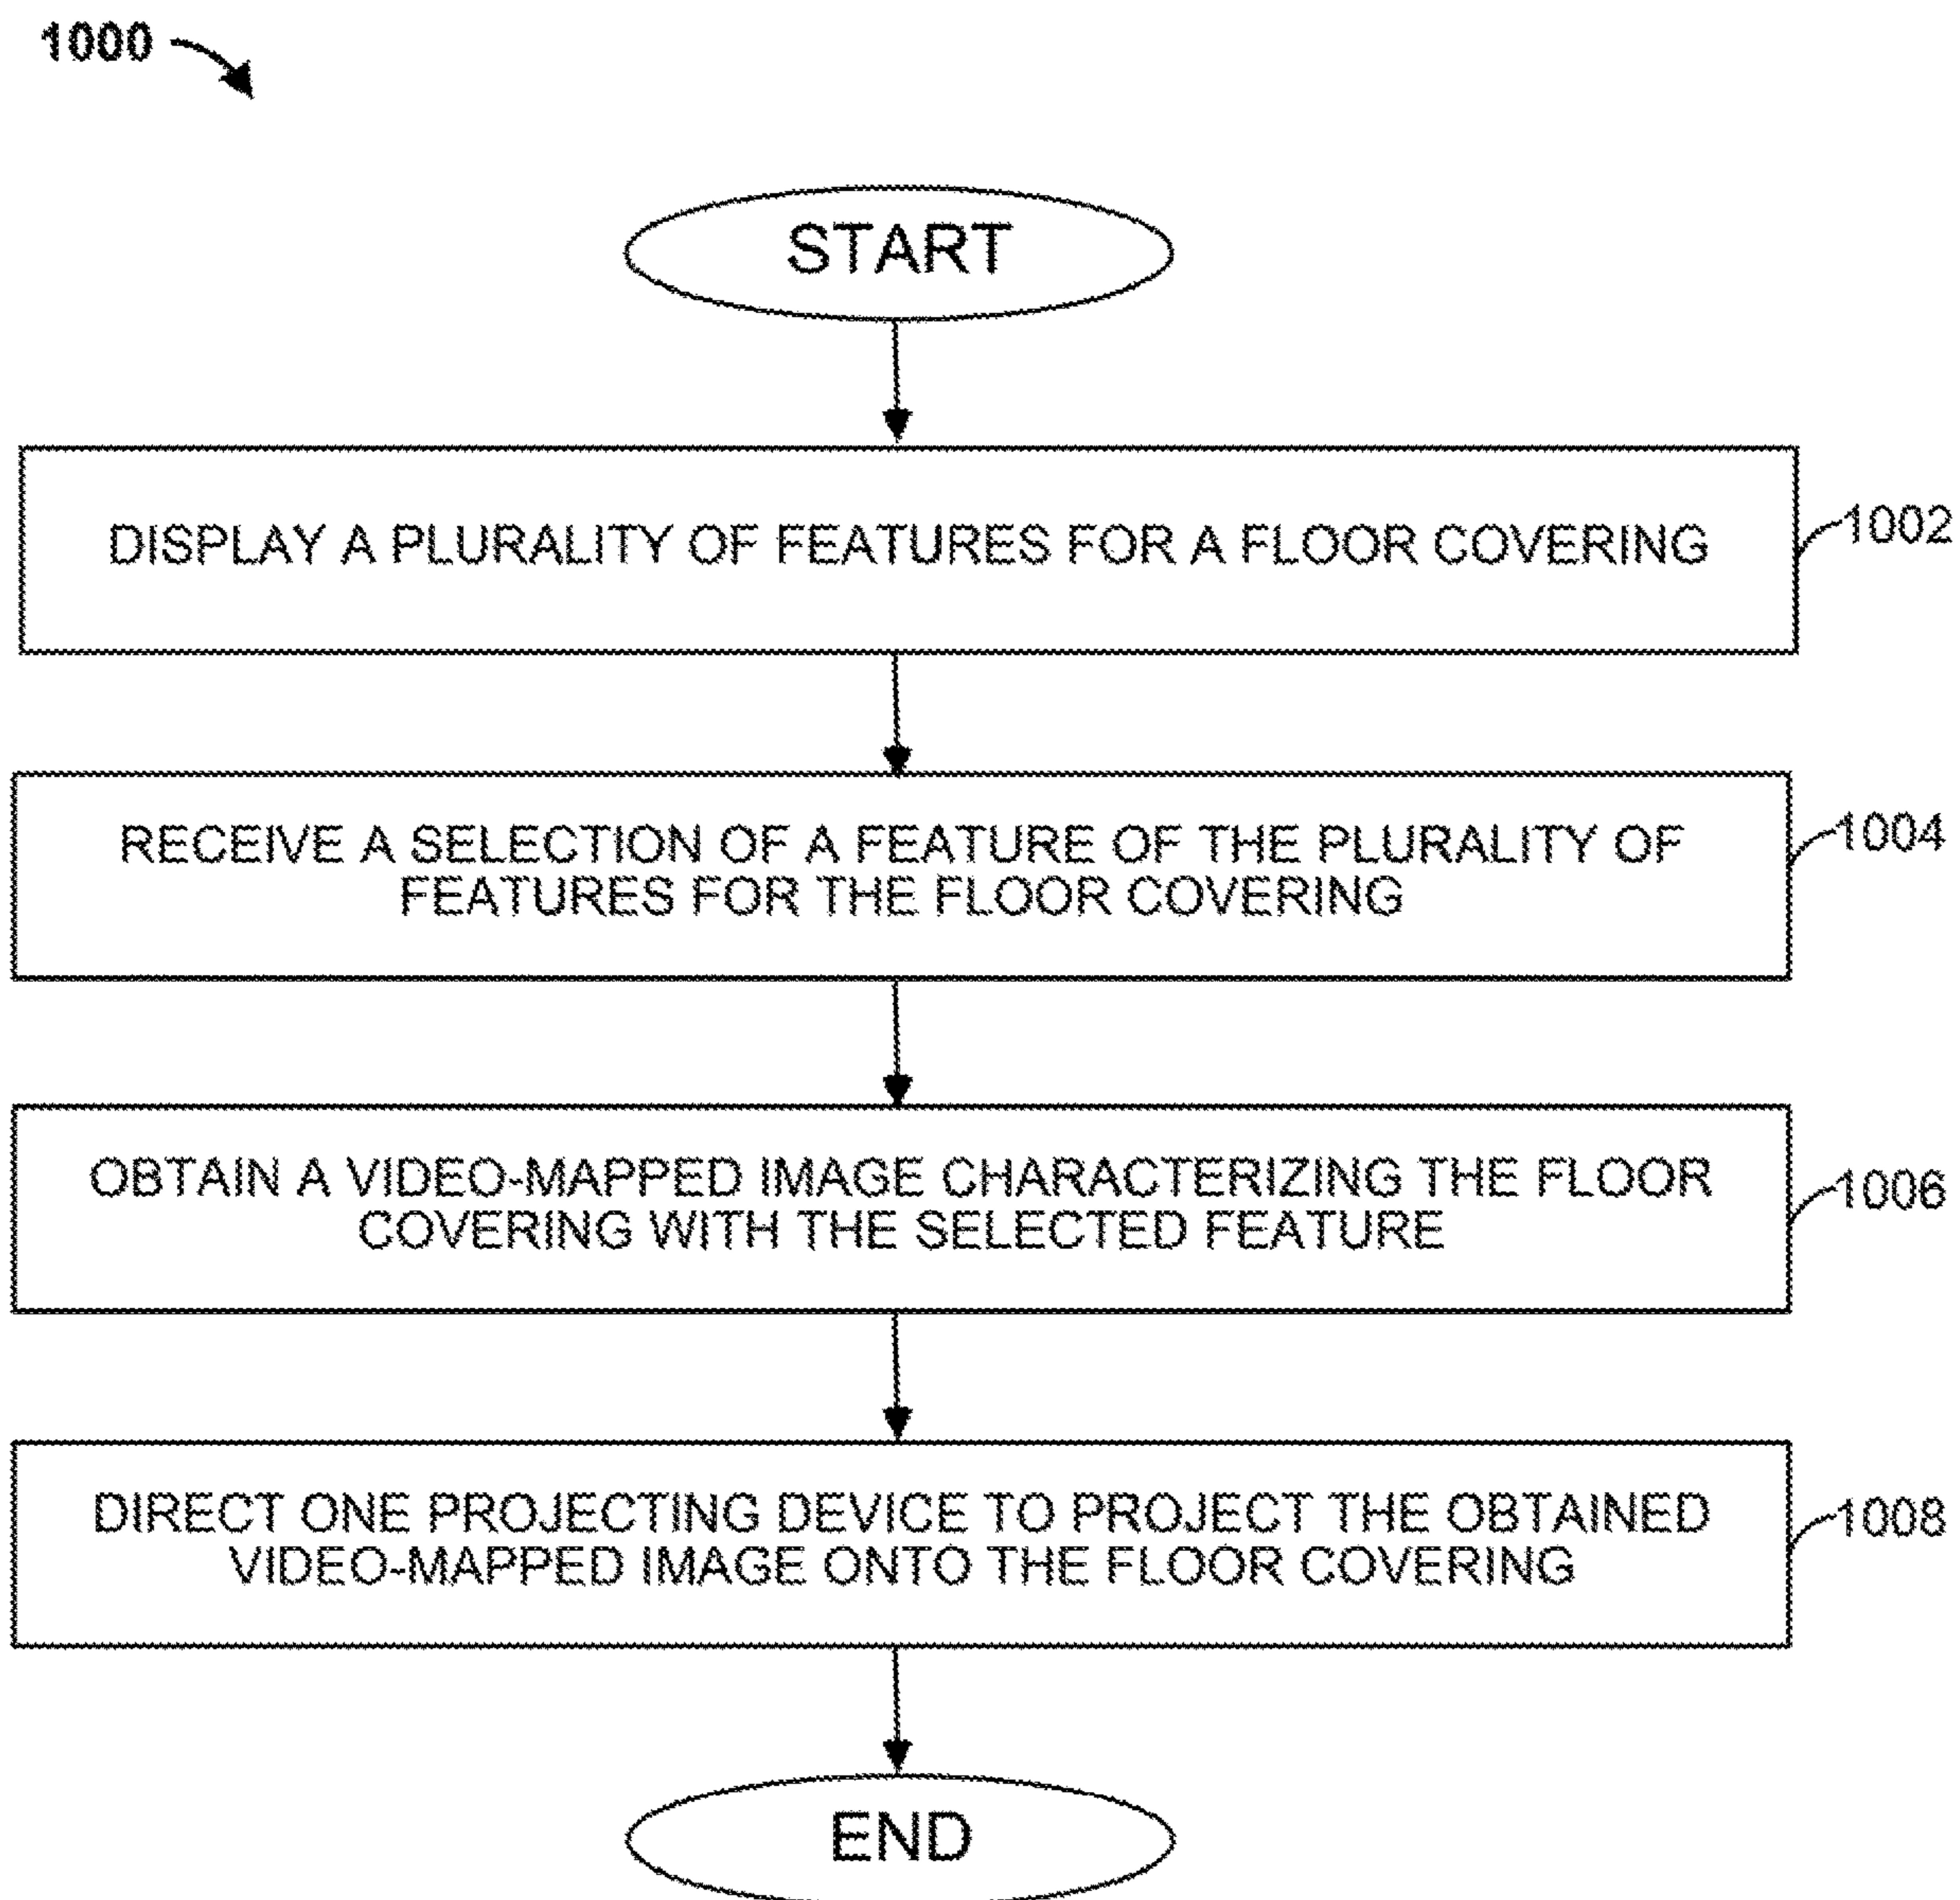 1000
START
DISPLAY A PLURALITY OF FEATURES FOR A FLOOR COVERING
1002
RECEIVE A SELECTION OF A FEATURE OF THE PLURALITY OF
FEATURES FOR THE FLOOR COVERING
1004
OBTAIN A VIDEO-MAPPED IMAGE CHARACTERIZING THE FLOOR
COVERING WITH THE SELECTED FEATURE
1006
DIRECT ONE PROJECTING DEVICE TO PROJECT THE OBTAINED
VIDEO-MAPPED IMAGE ONTO THE FLOOR COVERING
1008
END